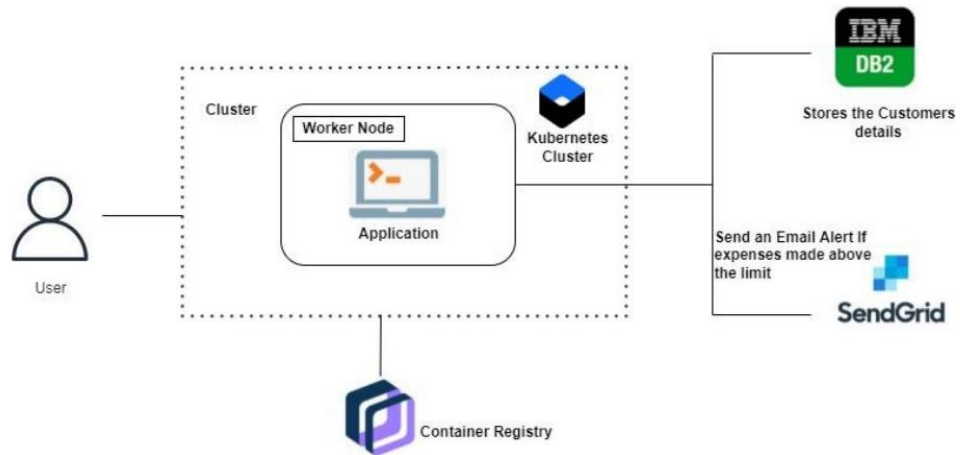 IBM
DB2
Stores the Customers
details
Cluster
Worker Node
Kubernetes
Cluster
Application
User
Send an Email Alert If
expenses made above
the limit
SendGrid
Container Registry